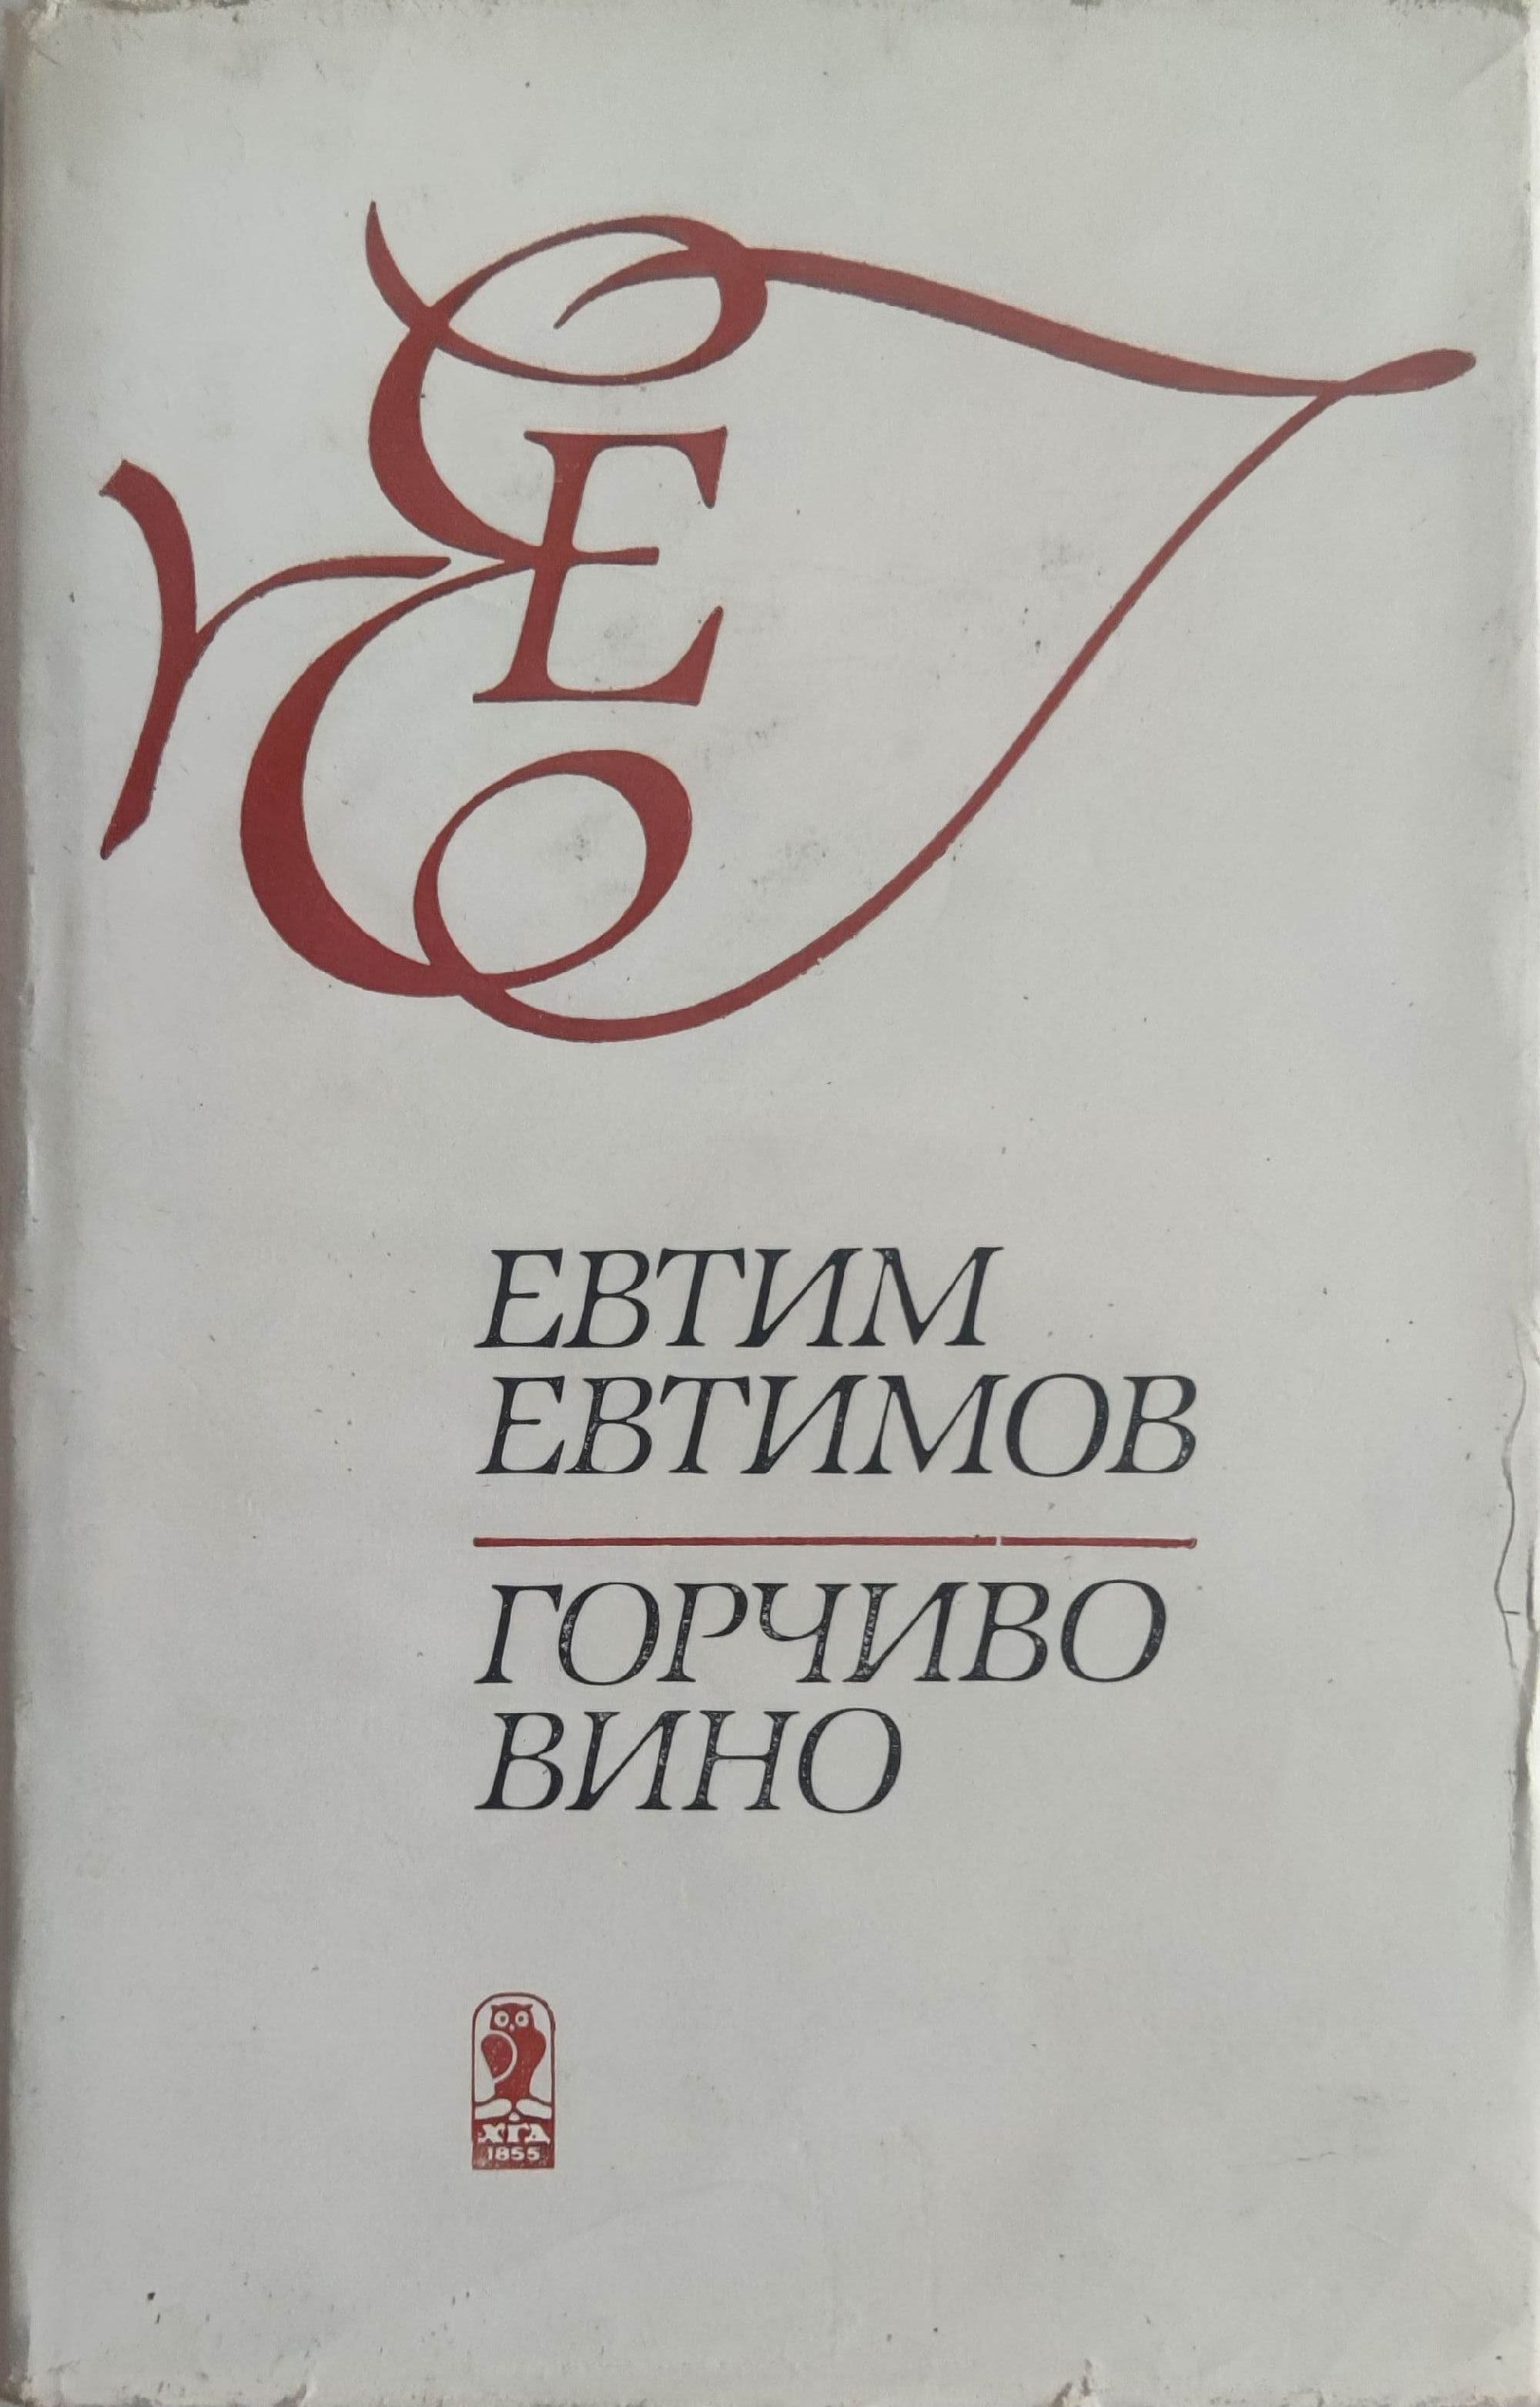 Е
ЕВТИМ
ЕВТИМОВ
ГОРЧИВО
ВИНО
ХГД
1855